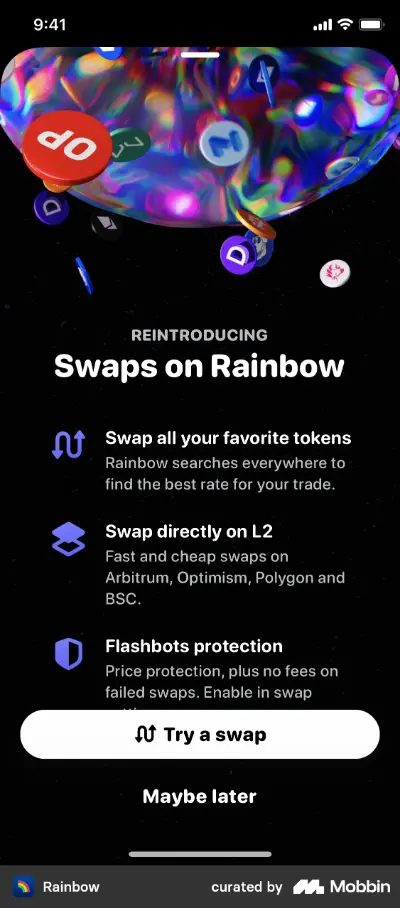 9:41
OP
REINTRODUCING
Swaps on Rainbow
Swap all your favorite tokens
Rainbow searches everywhere to
find the best rate for your trade.
Swap directly on L2
Fast and cheap swaps on
Arbitrum, Optimism, Polygon and
BSC.
Flashbots protection
Price protection, plus no fees on
failed swaps. Enable in swap
Try a swap
Maybe later
Rainbow
curated by
Mobbin